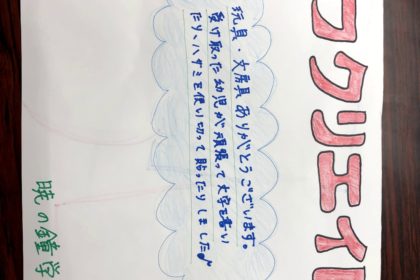 クリエイ
玩具・文房具ありがとうございます。
受け取った幼児が頑張って文字を書い
たり、ハサミを使い切って貼ったりしました♪
暁の鐘学